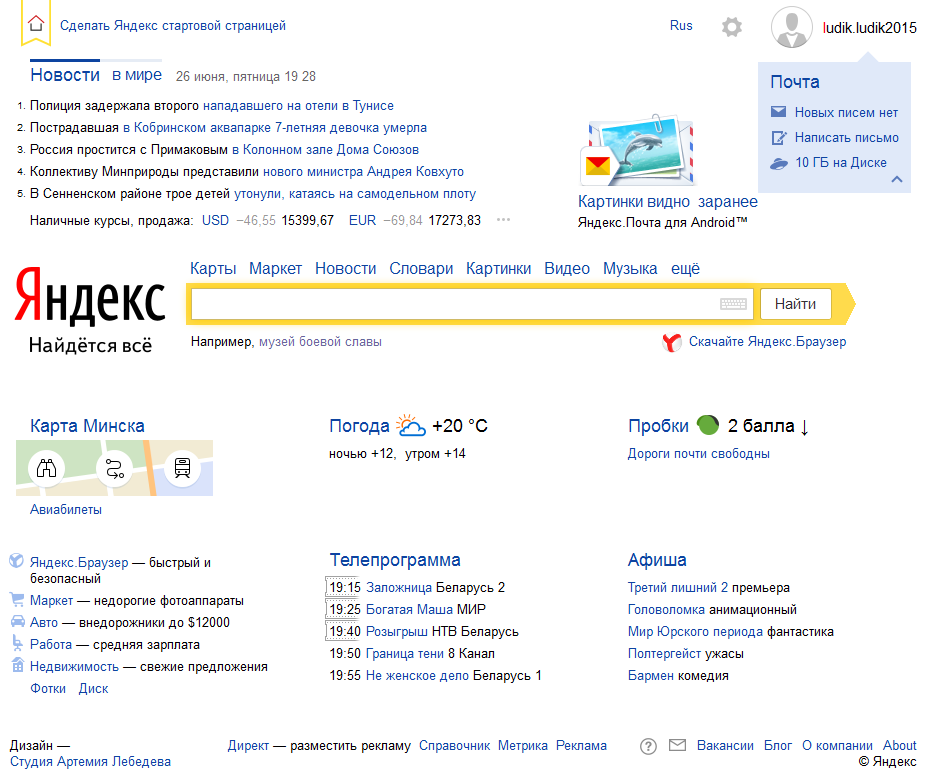 Сделать Яндекс стартовой страницей
Rus
ludik.ludik2015
Новости в мире 26 июня, пятница 19 28
1. Полиция задержала второго нападавшего на отели в Тунисе
2. Пострадавшая в Кобринском аквапарке 7-летняя девочка умерла
3. Россия простится с Примаковым в Колонном зале Дома Союзов
4. Коллективу Минприроды представили нового министра Андрея Ковхуто
5. В Сенненском районе трое детей утонули, катаясь на самодельном плоту
Наличные курсы, продажа: USD −46,55 15399,67 EUR −69,84 17273,83 ···
Картинки видно заранее
Яндекс.Почта для Android™
Почта
Новых писем нет
Написать письмо
10 ГБ на Диске
Карты Маркет Новости Словари Картинки Видео Музыка ещё
Яндекс
Найдётся всё
Найти
Например, музей боевой славы
Скачайте Яндекс.Браузер
Карта Минска
Авиабилеты
Погода +20 °C
ночью +12, утром +14
Пробки 2 балла ↓
Дороги почти свободны
Яндекс.Браузер — быстрый и
безопасный
Маркет — недорогие фотоаппараты
Авто — внедорожники до $12000
Работа — средняя зарплата
Недвижимость — свежие предложения
Фотки Диск
Телепрограмма
19:15 Заложница Беларусь 2
19:25 Богатая Маша МИР
19:40 Розыгрыш НТВ Беларусь
19:50 Граница тени 8 Канал
19:55 Не женское дело Беларусь 1
Афиша
Третий лишний 2 премьера
Головоломка анимационный
Мир Юрского периода фантастика
Полтергейст ужасы
Бармен комедия
Дизайн —
Студия Артемия Лебедева
Директ — разместить рекламу Справочник Метрика Реклама
? Вакансии Блог О компании About
© Яндекс